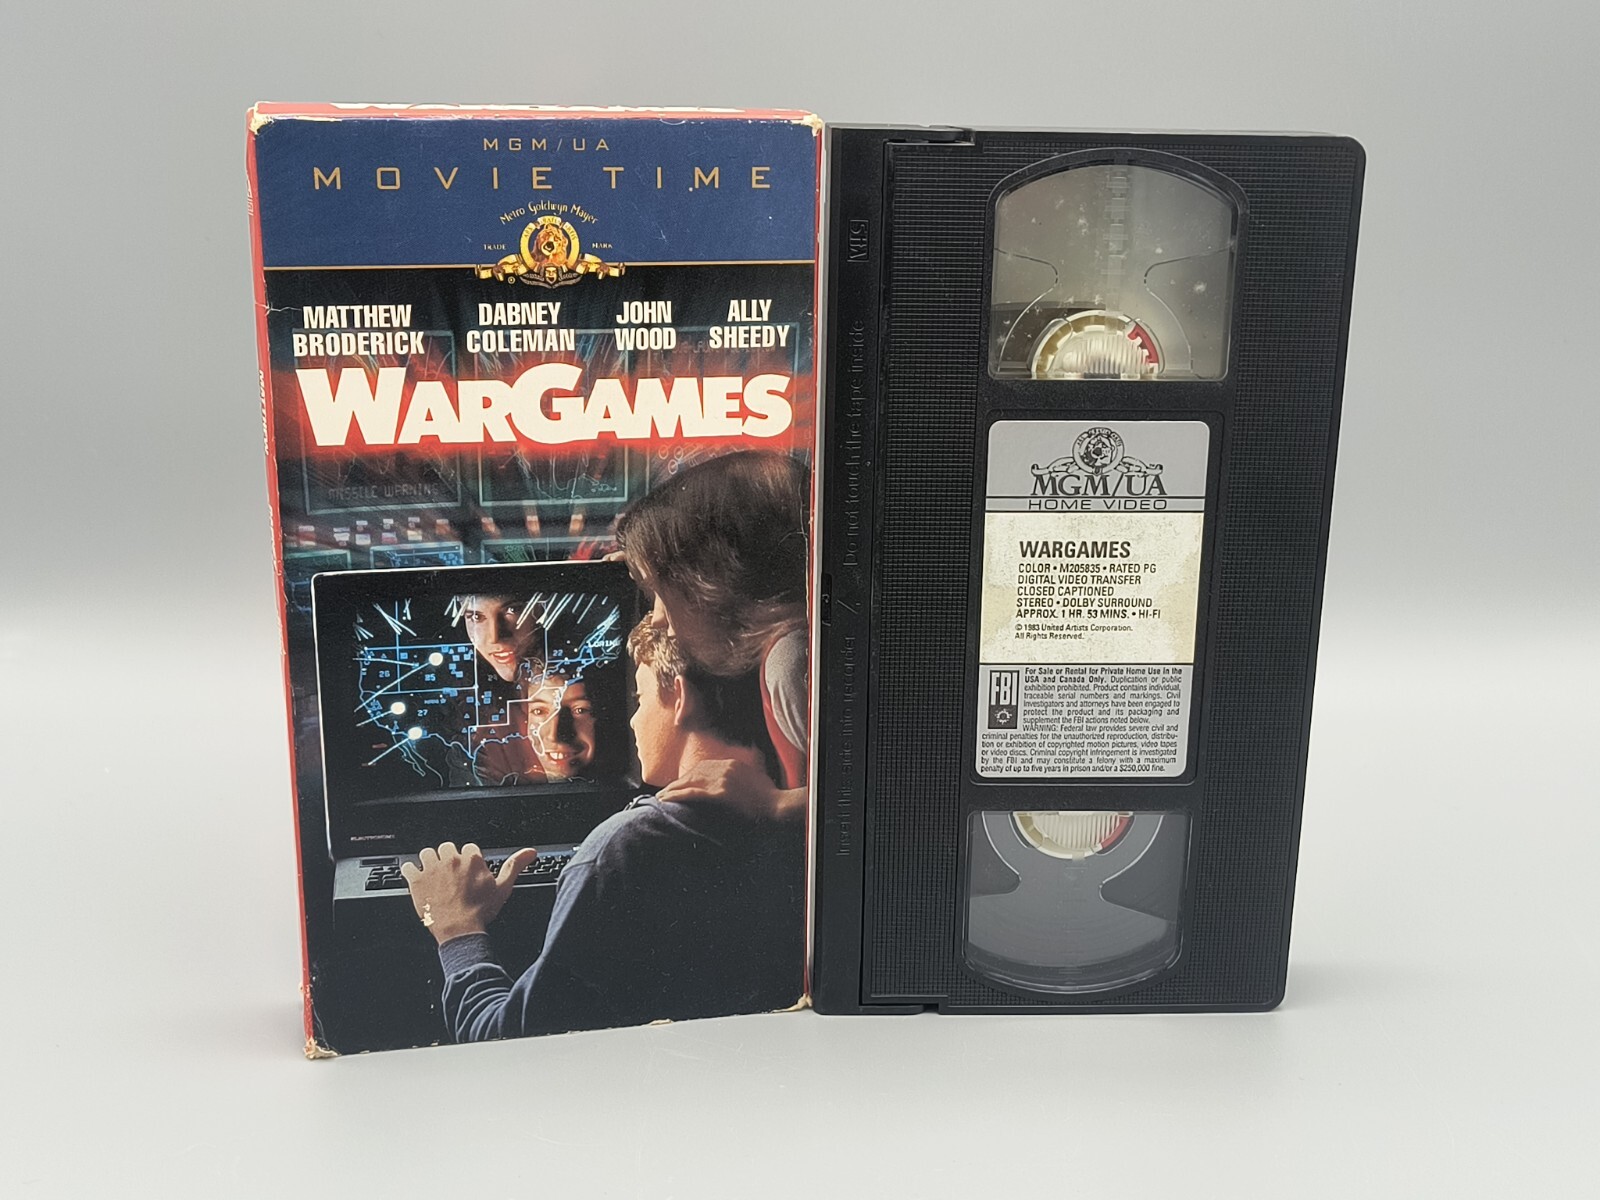 MGM/UA
MOVIE TIME
Metro Goldwyn Mayer
TRADE MARK
MATTHEW BRODERICK
DABNEY COLEMAN
JOHN WOOD
ALLY SHEEDY
WARGAMES
MISSILE WARNING
22
26
25
27
VHS
Do not touch the tape inside
Insert this side into recorder
MGM/UA
HOME VIDEO
WARGAMES
COLOR • M205835 • RATED PG
DIGITAL VIDEO TRANSFER
CLOSED CAPTIONED
STEREO • DOLBY SURROUND
APPROX. 1 HR. 53 MINS. • HI-FI
© 1983 United Artists Corporation.
All Rights Reserved.
FBI
For Sale or Rental for Private Home Use in the
USA and Canada Only. Duplication or public
exhibition prohibited. Product contains individual,
traceable serial numbers and markings. Civil
Investigators and attorneys have been engaged to
protect the product and its packaging and
supplement the FBI actions noted below.
WARNING: Federal law provides severe civil and
criminal penalties for the unauthorized reproduction, distribu-
tion or exhibition of copyrighted motion pictures, video tapes
or video discs. Criminal copyright infringement is investigated
by the FBI and may constitute a felony with a maximum
penalty of up to five years in prison and/or a $250,000 fine.